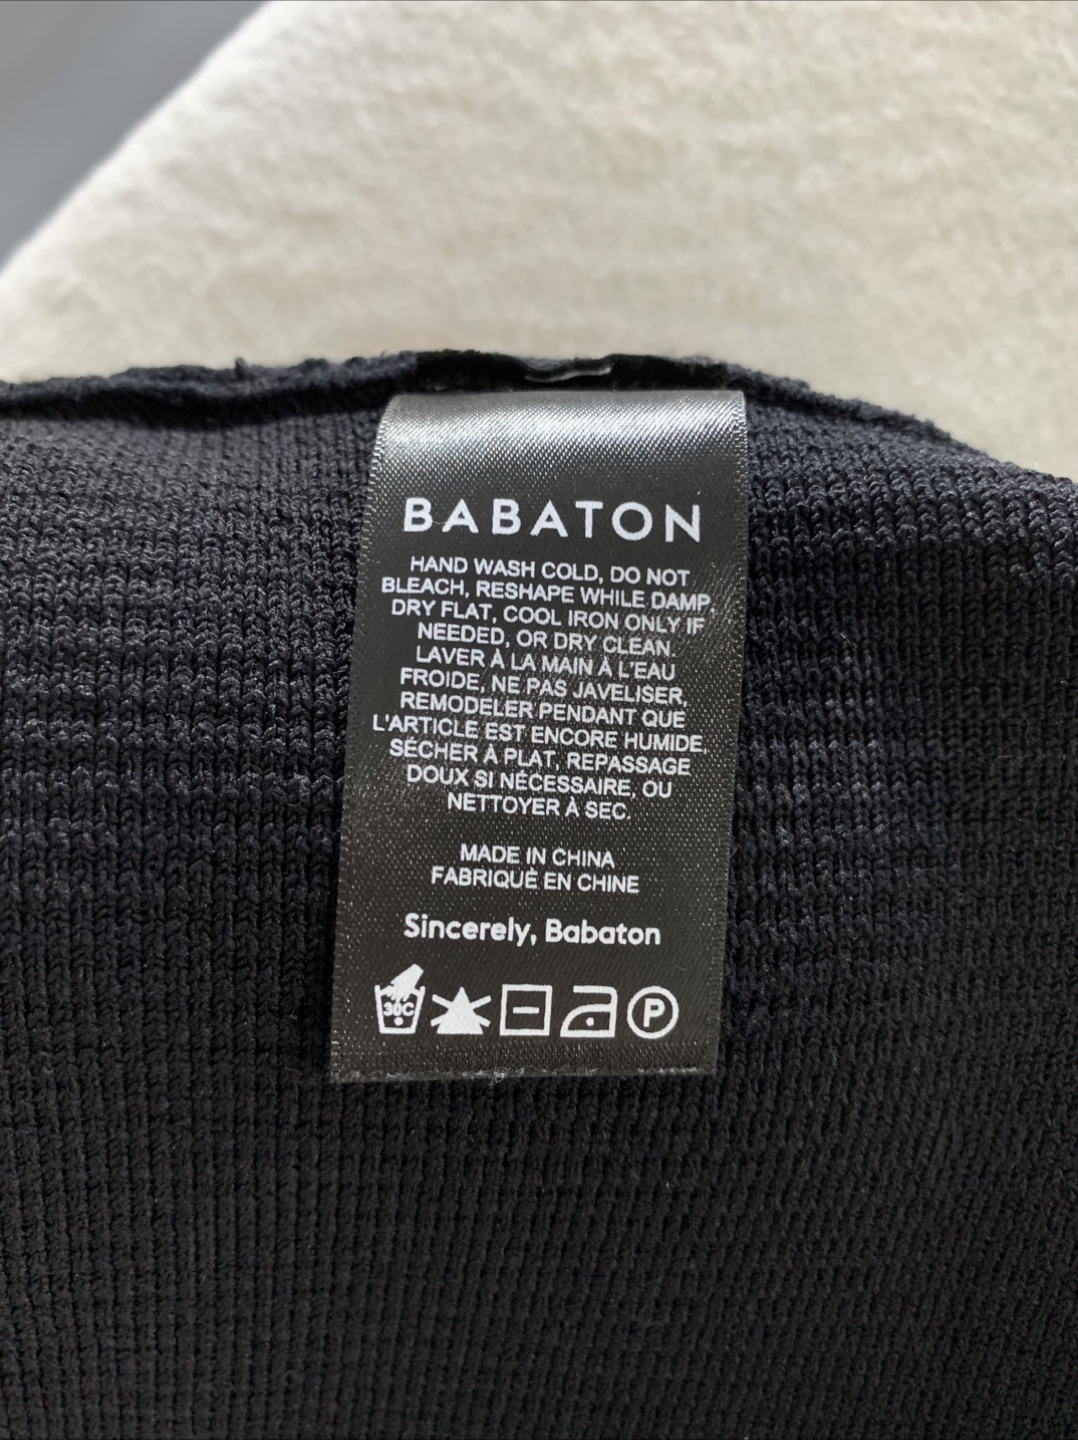 BABATON
HAND WASH COLD, DO NOT
BLEACH, RESHAPE WHILE DAMP,
DRY FLAT, COOL IRON ONLY IF
NEEDED, OR DRY CLEAN.
LAVER À LA MAIN À L'EAU
FROIDE, NE PAS JAVELISER,
REMODELER PENDANT QUE
L'ARTICLE EST ENCORE HUMIDE,
SÉCHER À PLAT, REPASSAGE
DOUX SI NÉCESSAIRE, OU
NETTOYER À SEC.
MADE IN CHINA
FABRIQUÉ EN CHINE
Sincerely, Babaton
30C P